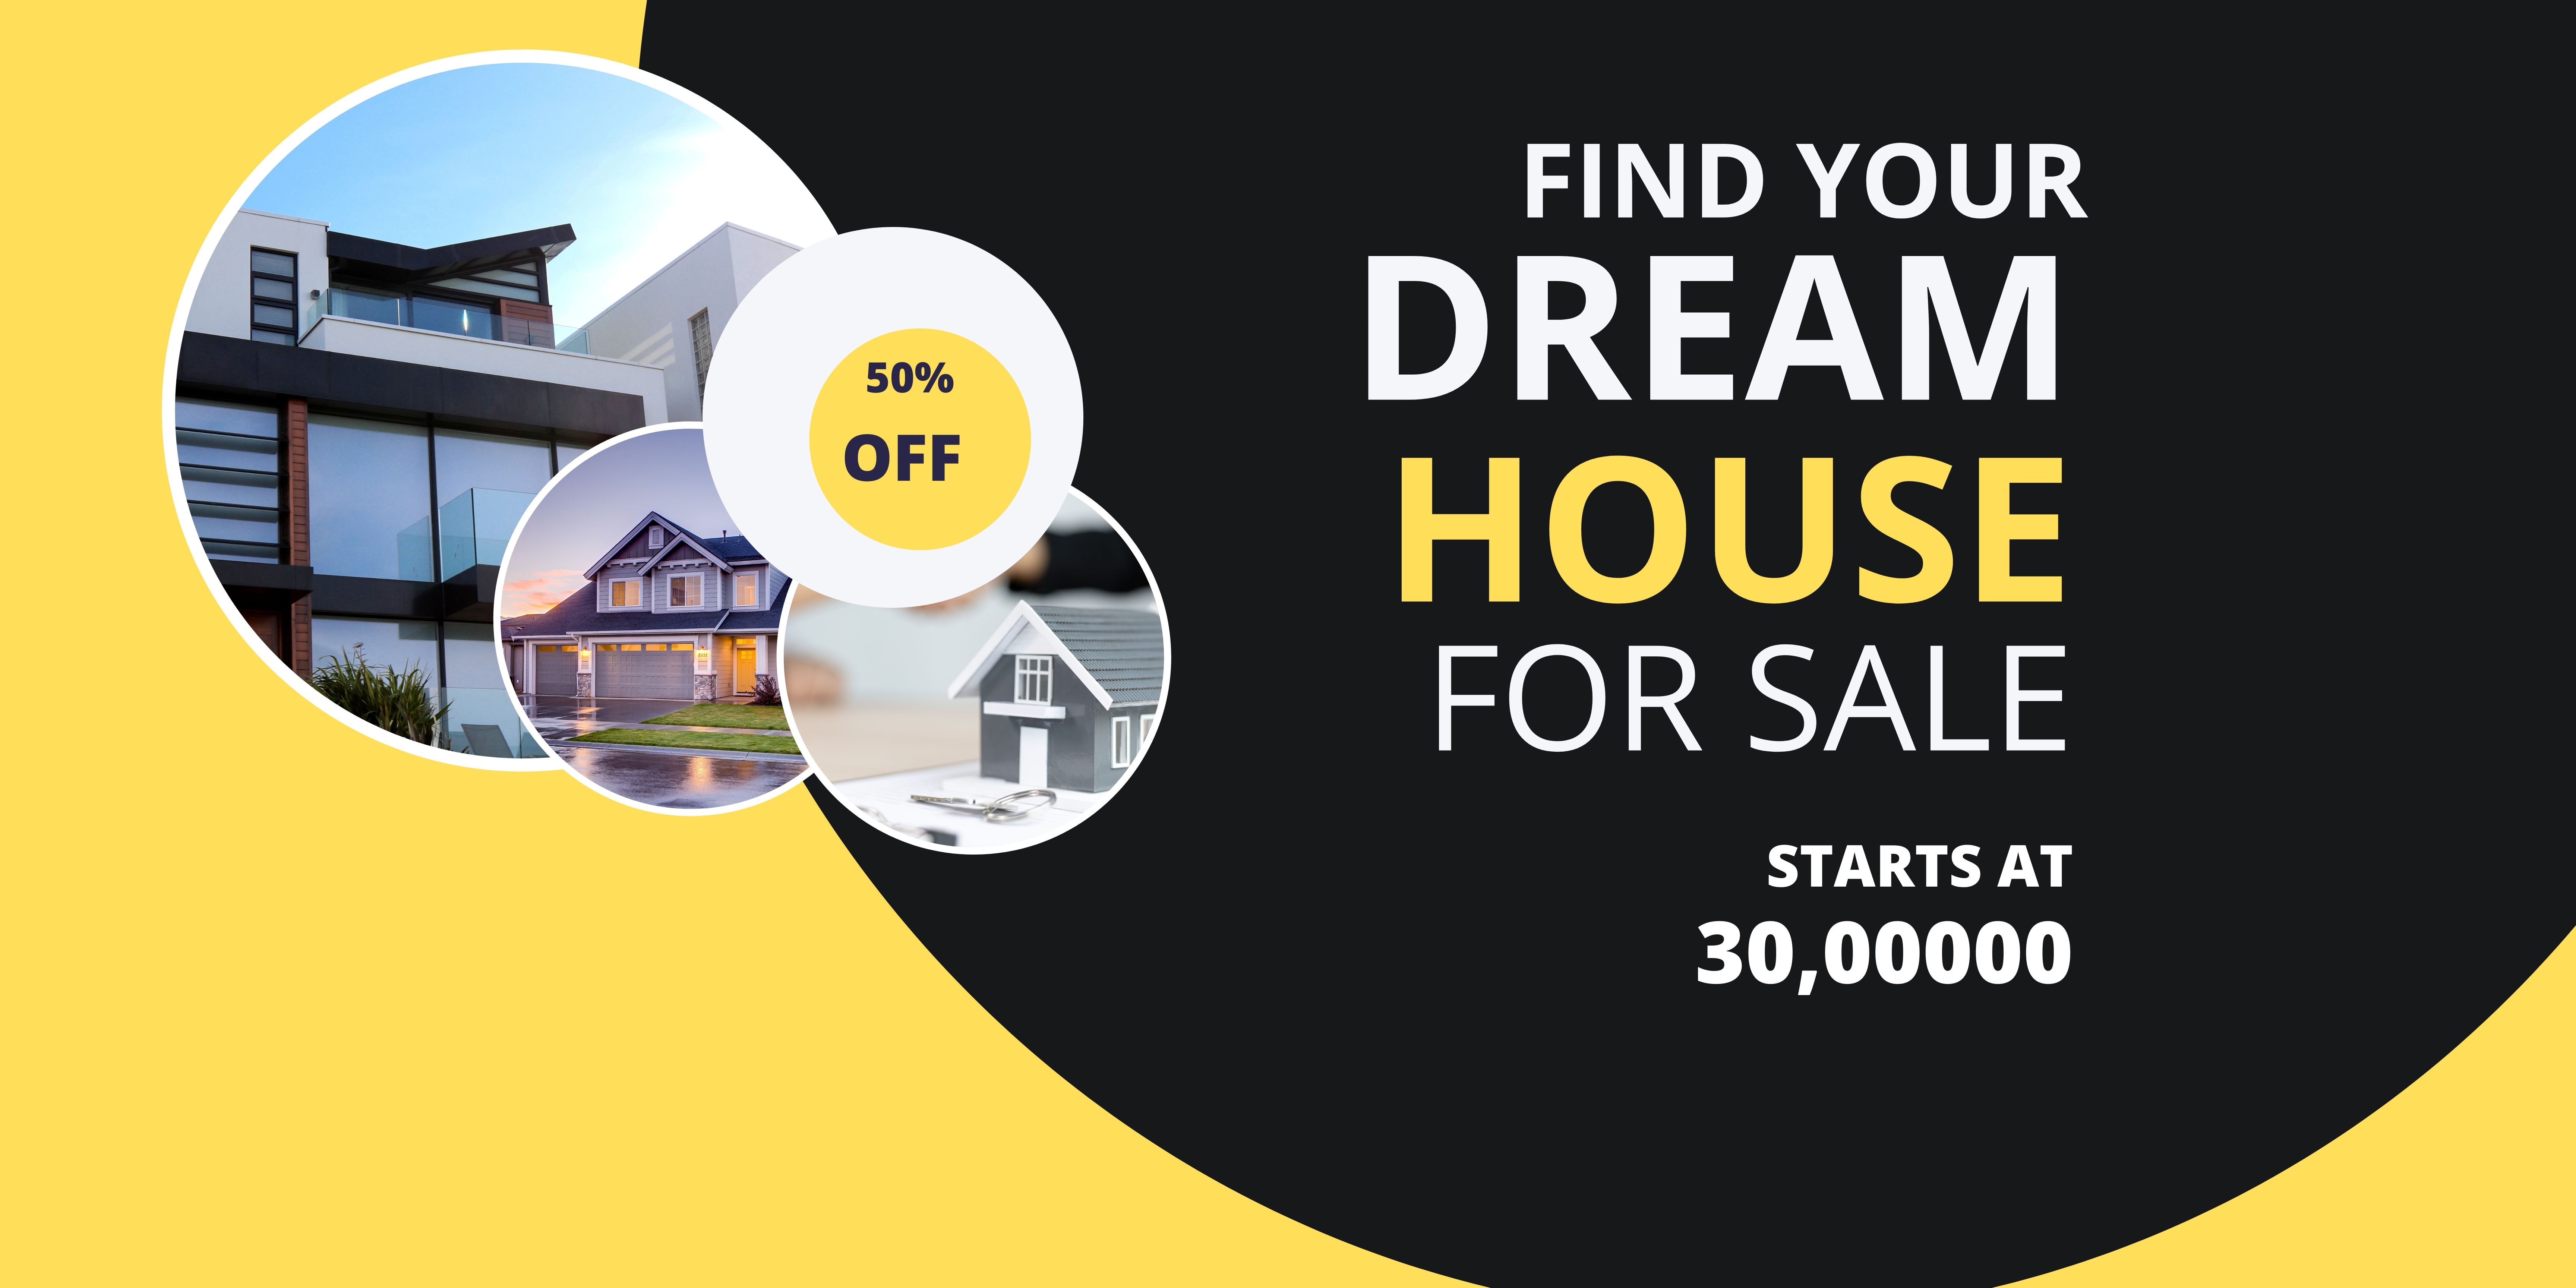 50%
OFF
FIND YOUR
DREAM
HOUSE
FOR SALE
STARTS AT
30,00000